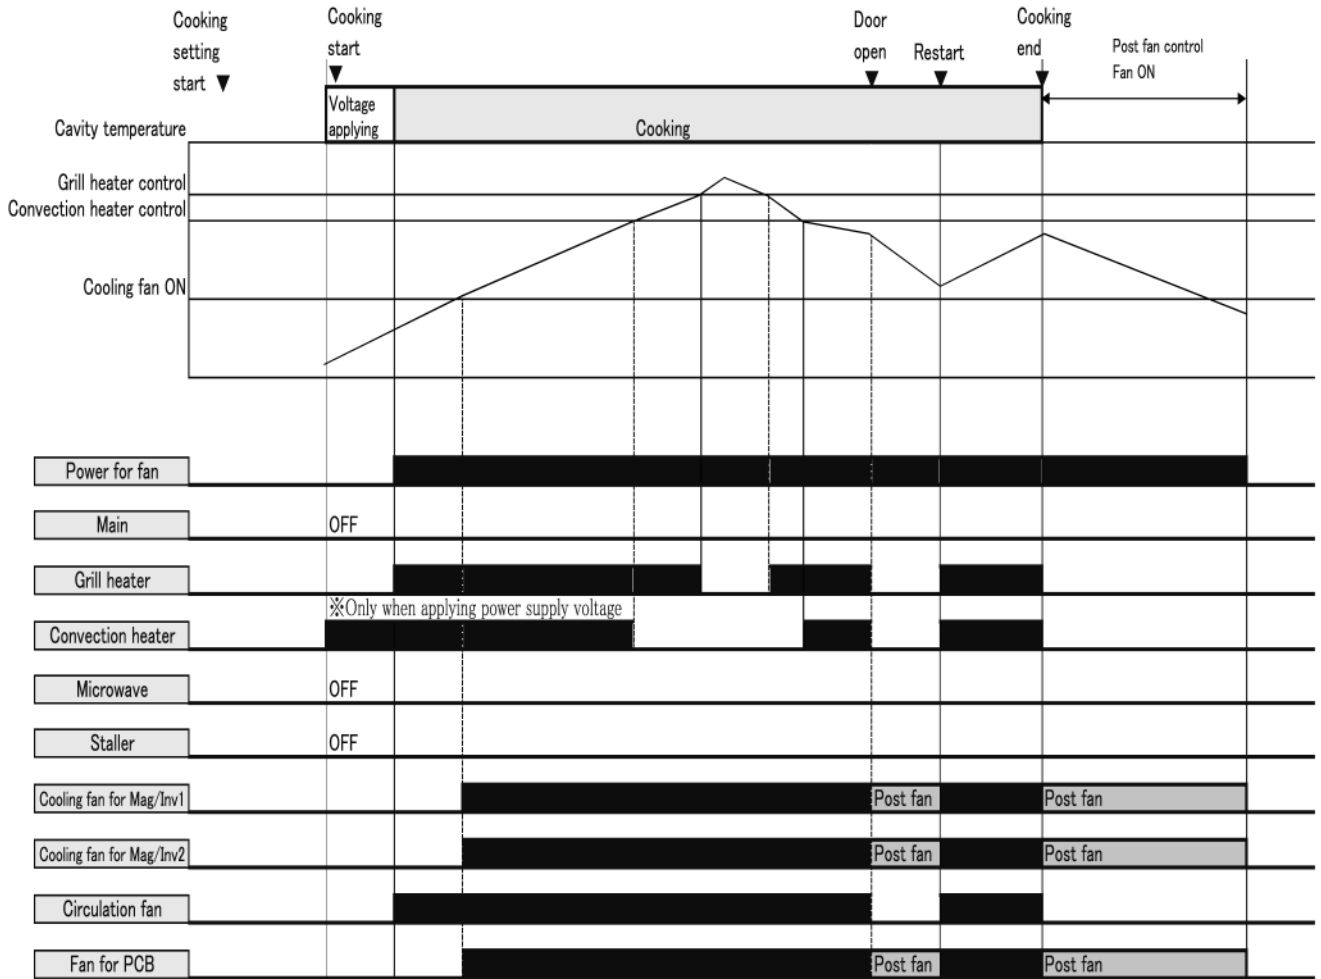 Cooking
setting
start ▼
Cooking
start
▼
Door
open
▼
Restart
▼
Cooking
end
▼
Post fan control
Fan ON
Voltage
applying
Cooking
Cavity temperature
Grill heater control
Convection heater control
Cooling fan ON
Power for fan
Main
OFF
Grill heater
※Only when applying power supply voltage
Convection heater
Microwave
OFF
Staller
OFF
Cooling fan for Mag/Inv1
Post fan
Post fan
Cooling fan for Mag/Inv2
Post fan
Post fan
Circulation fan
Fan for PCB
Post fan
Post fan